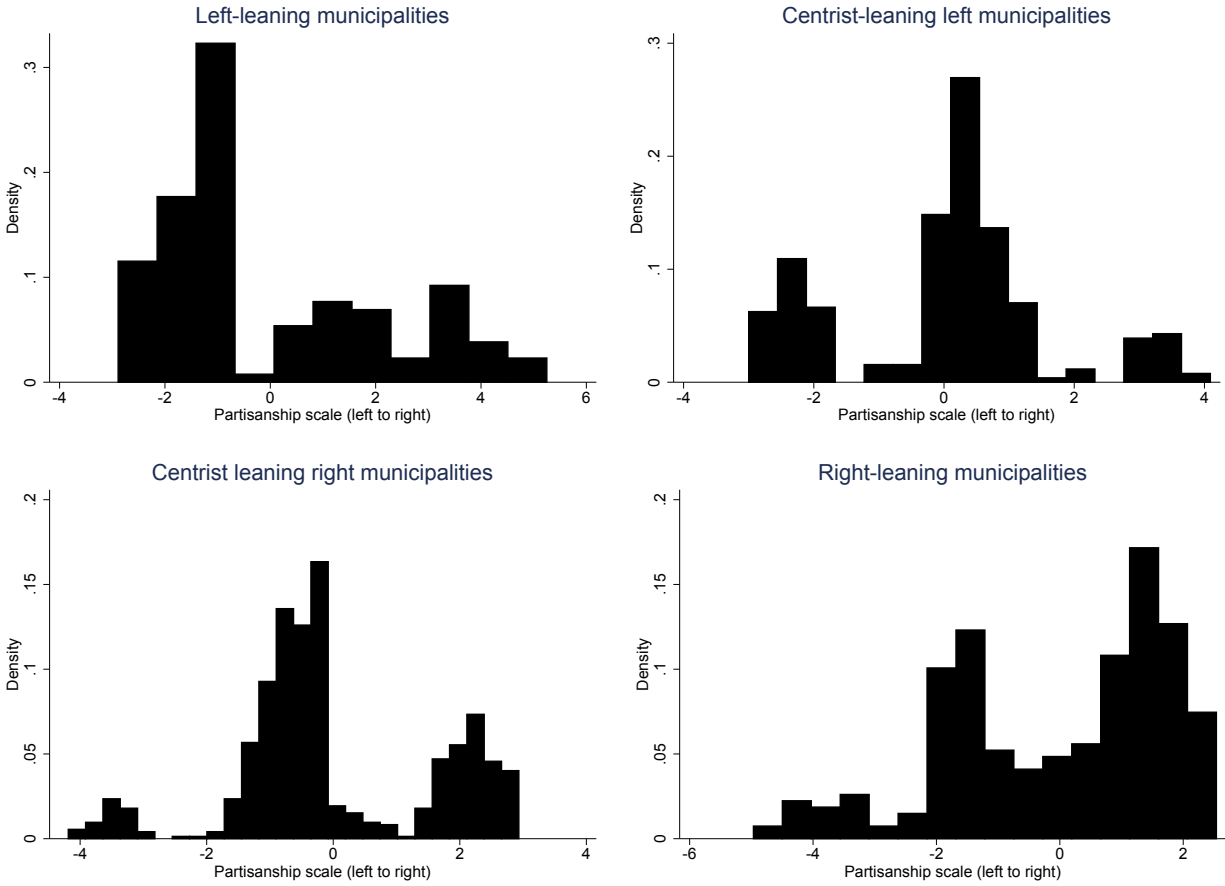 Left-leaning municipalities
Density
0
.1
.2
.3
-4 -2 0 2 4 6
Partisanship scale (left to right)
Centrist-leaning left municipalities
Density
0
.1
.2
.3
-4 -2 0 2 4
Partisanship scale (left to right)
Centrist leaning right municipalities
Density
0
.05
.1
.15
.2
-4 -2 0 2 4
Partisanship scale (left to right)
Right-leaning municipalities
Density
0
.05
.1
.15
.2
-6 -4 -2 0 2
Partisanship scale (left to right)